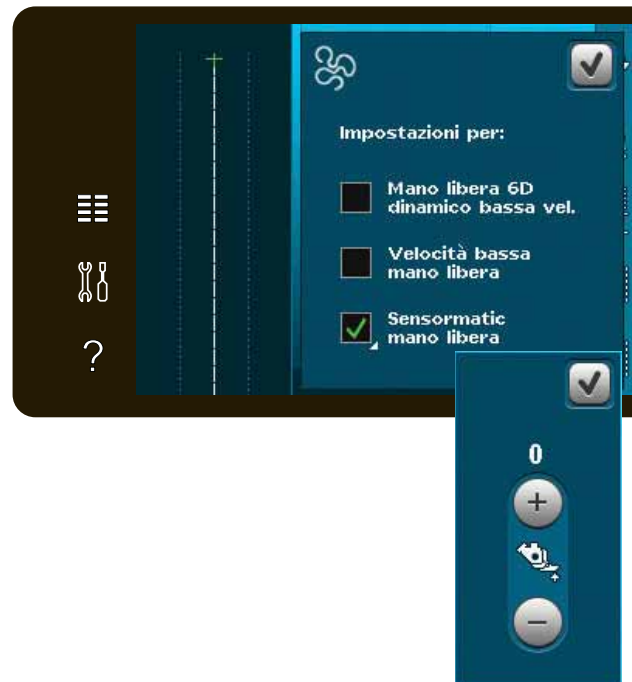 Impostazioni per:
Mano libera 6D
dinamico bassa vel.
Velocità bassa
mano libera
Sensormatic
mano libera
?
0
+
−